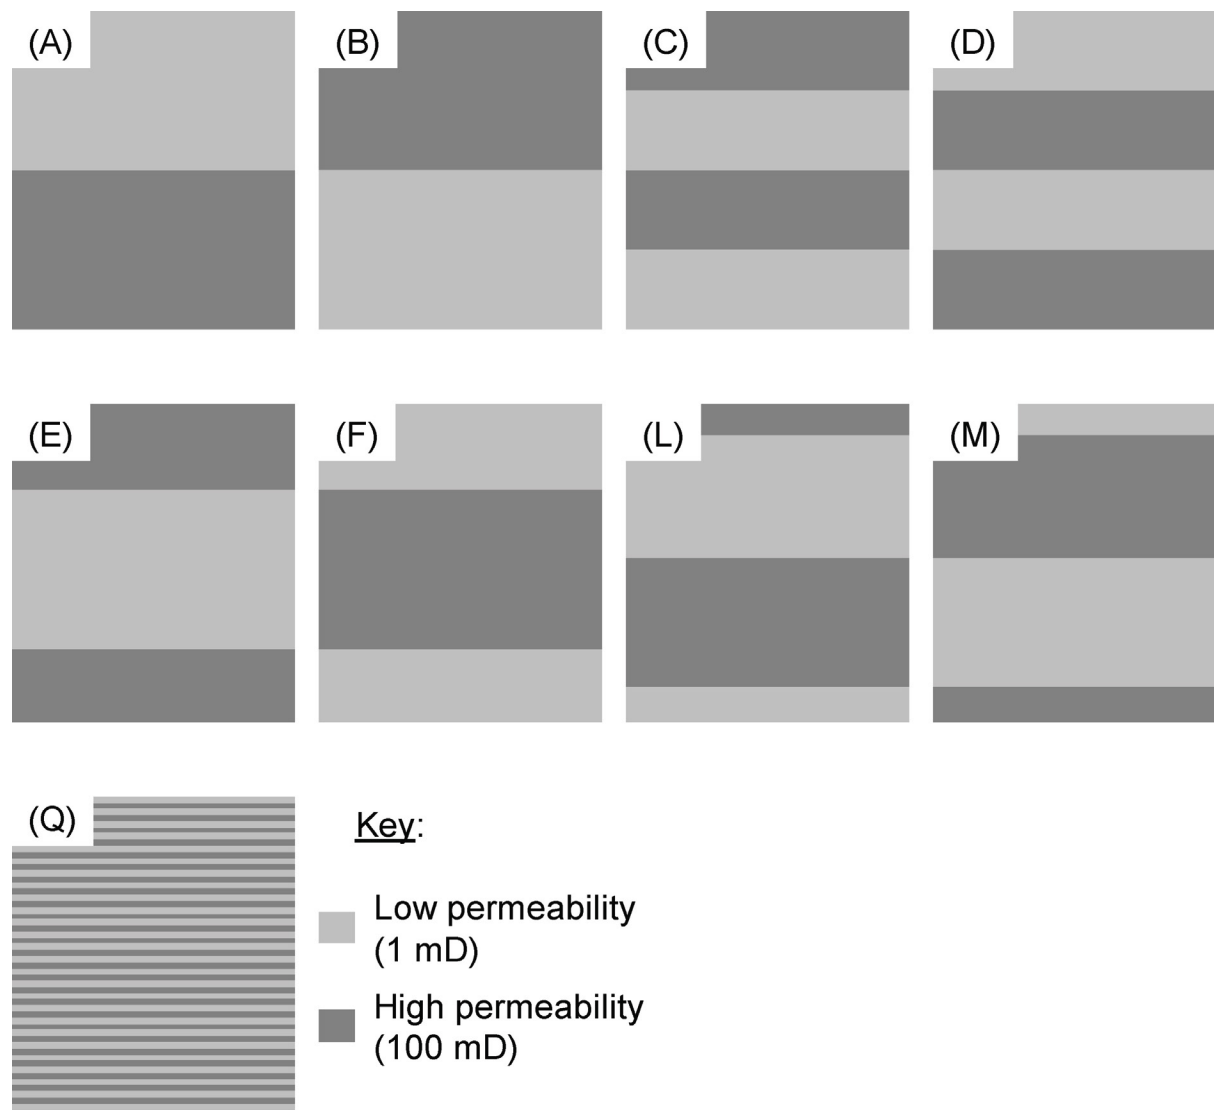 (A)
(B)
(C)
(D)
(E)
(F)
(L)
(M)
(Q)
Key:
Low permeability
(1 mD)
High permeability
(100 mD)